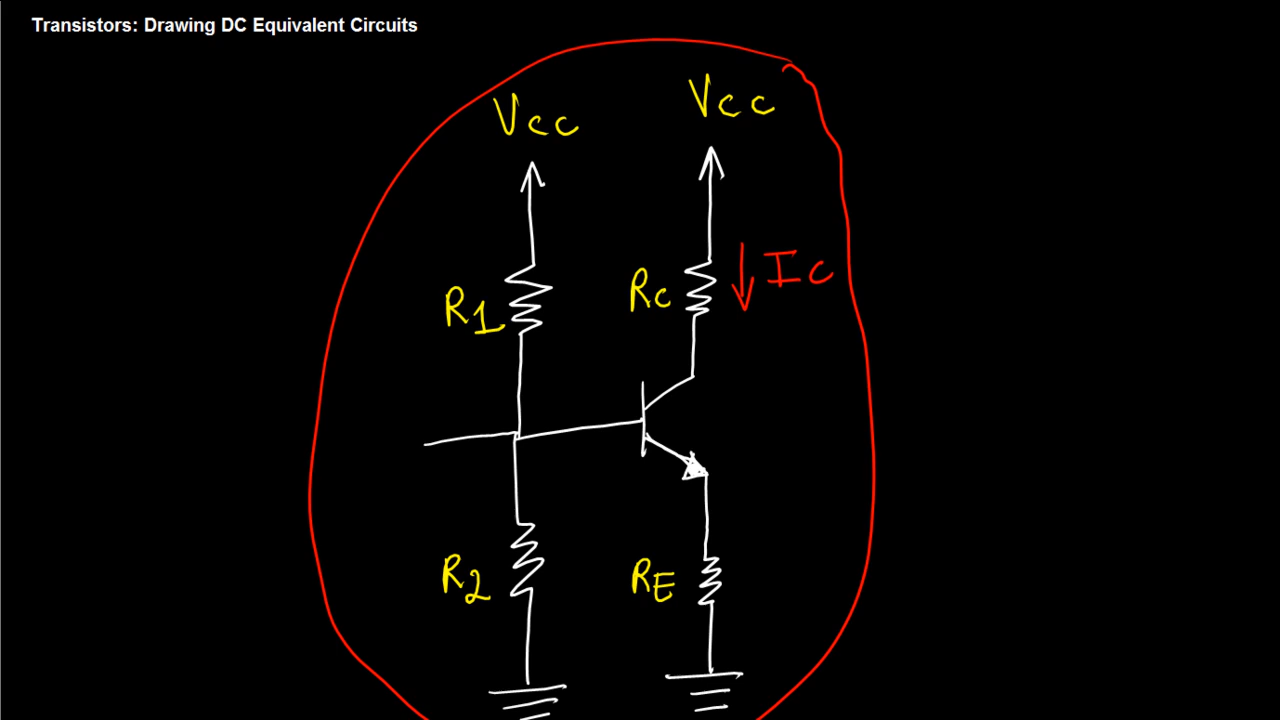 Transistors: Drawing DC Equivalent Circuits
Vcc
Vcc
R1
Rc
Ic
R2
RE